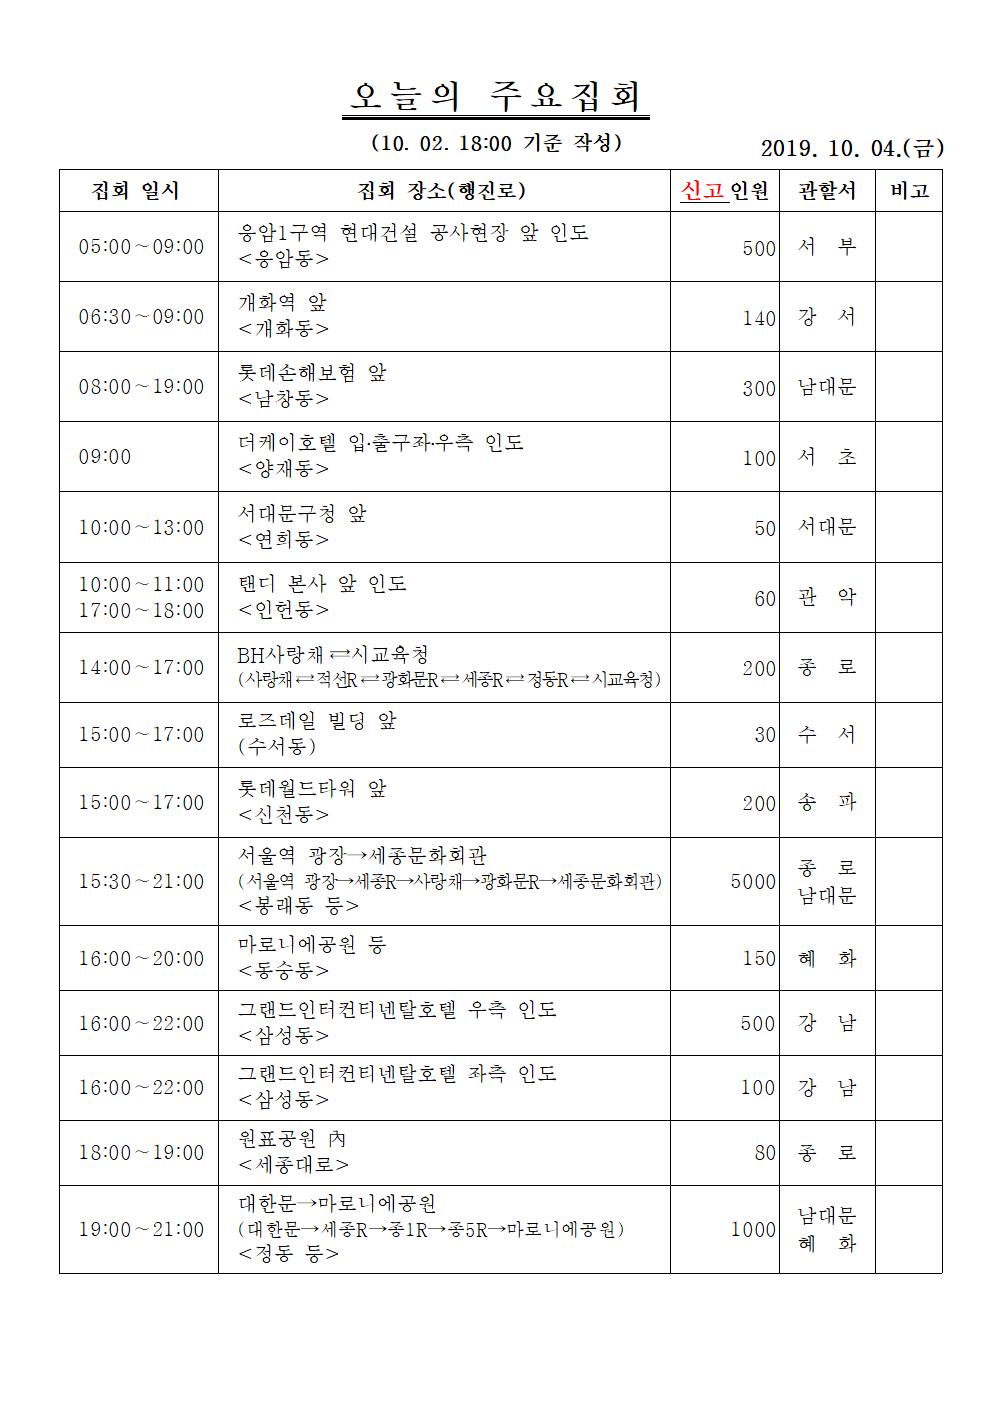 오늘의 주요집회
(10. 02. 18:00 기준 작성)
2019. 10. 04.(금)
집회 일시 집회 장소(행진로) 신고인원 관할서 비고
05:00~09:00 응암1구역 현대건설 공사현장 앞 인도 500 서 부
<응암동>
06:30~09:00 개화역 앞 140 강 서
<개화동>
08:00~19:00 롯데손해보험 앞 300 남대문
<남창동>
09:00 더케이호텔 입·출구좌·우측 인도 100 서 초
<양재동>
10:00~13:00 서대문구청 앞 50 서대문
<연희동>
10:00~11:00 탠디 본사 앞 인도 60 관 악
17:00~18:00 <인헌동>
14:00~17:00 BH사랑채⇄시교육청 200 종 로
(사랑채⇄적선R⇄광화문R⇄세종R⇄정동R⇄시교육청)
15:00~17:00 로즈데일 빌딩 앞 30 수 서
(수서동)
15:00~17:00 롯데월드타워 앞 200 송 파
<신천동>
서울역 광장→세종문화회관 종 로
15:30~21:00 (서울역 광장→세종R→사랑채→광화문R→세종문화회관) 5000 남대문
<봉래동 등>
16:00~20:00 마로니에공원 등 150 혜 화
<동숭동>
16:00~22:00 그랜드인터컨티넨탈호텔 우측 인도 500 강 남
<삼성동>
16:00~22:00 그랜드인터컨티넨탈호텔 좌측 인도 100 강 남
<삼성동>
18:00~19:00 원표공원 內 80 종 로
<세종대로>
대한문→마로니에공원 남대문
19:00~21:00 (대한문→세종R→종1R→종5R→마로니에공원) 1000 혜 화
<정동 등>